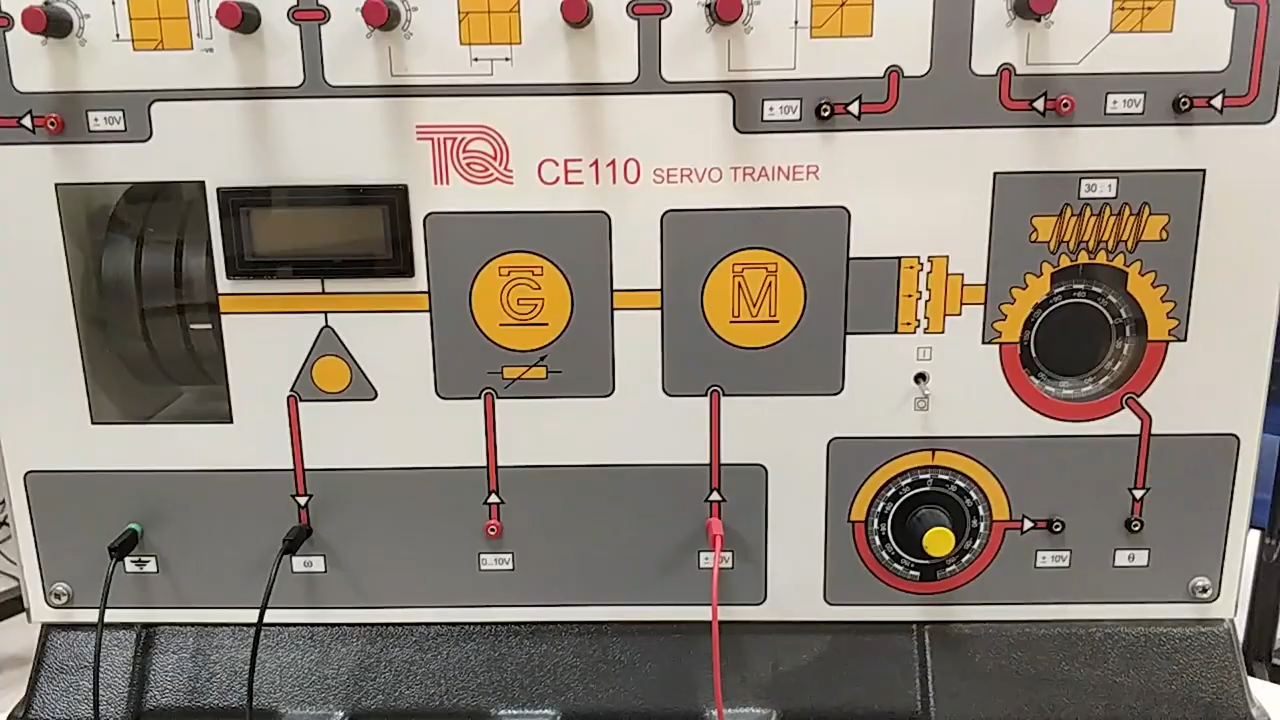 ± 10V
± 10V
± 10V
TQ CE110 SERVO TRAINER
30 : 1
G
M
ω
0...10V
± 10V
± 10V
θ